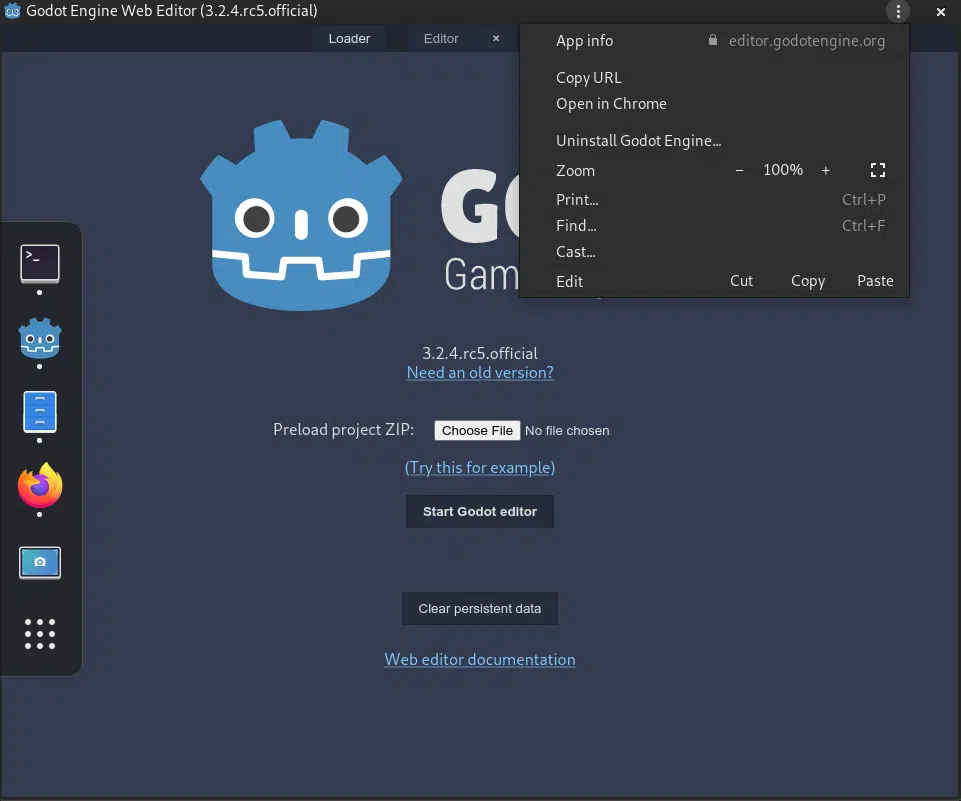 Godot Engine Web Editor (3.2.4.rc5.official)
Loader
Editor ×
App info editor.godotengine.org
Copy URL
Open in Chrome
Uninstall Godot Engine...
Zoom − 100% +
Print... Ctrl+P
Find... Ctrl+F
Cast...
Edit Cut Copy Paste
GO
Gam
>_
3.2.4.rc5.official
Need an old version?
Preload project ZIP: Choose File No file chosen
(Try this for example)
Start Godot editor
Clear persistent data
Web editor documentation